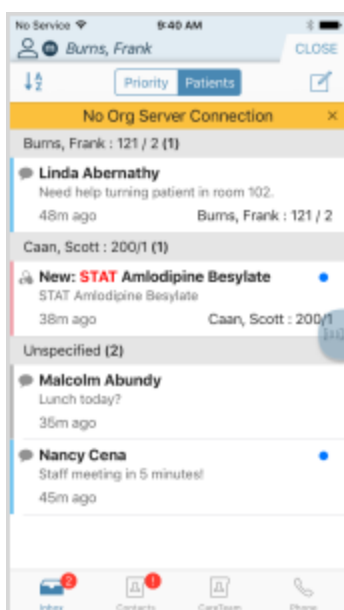 No Service 9:40 AM
Burns, Frank CLOSE
Priority Patients
No Org Server Connection ×
Burns, Frank : 121 / 2 (1)
Linda Abernathy
Need help turning patient in room 102.
48m ago Burns, Frank : 121 / 2
Caan, Scott : 200/1 (1)
New: STAT Amlodipine Besylate
STAT Amlodipine Besylate
38m ago Caan, Scott : 200/1
Unspecified (2)
Malcolm Abundy
Lunch today?
35m ago
Nancy Cena
Staff meeting in 5 minutes!
45m ago
2 !
Inbox Contacts CareTeam Phone